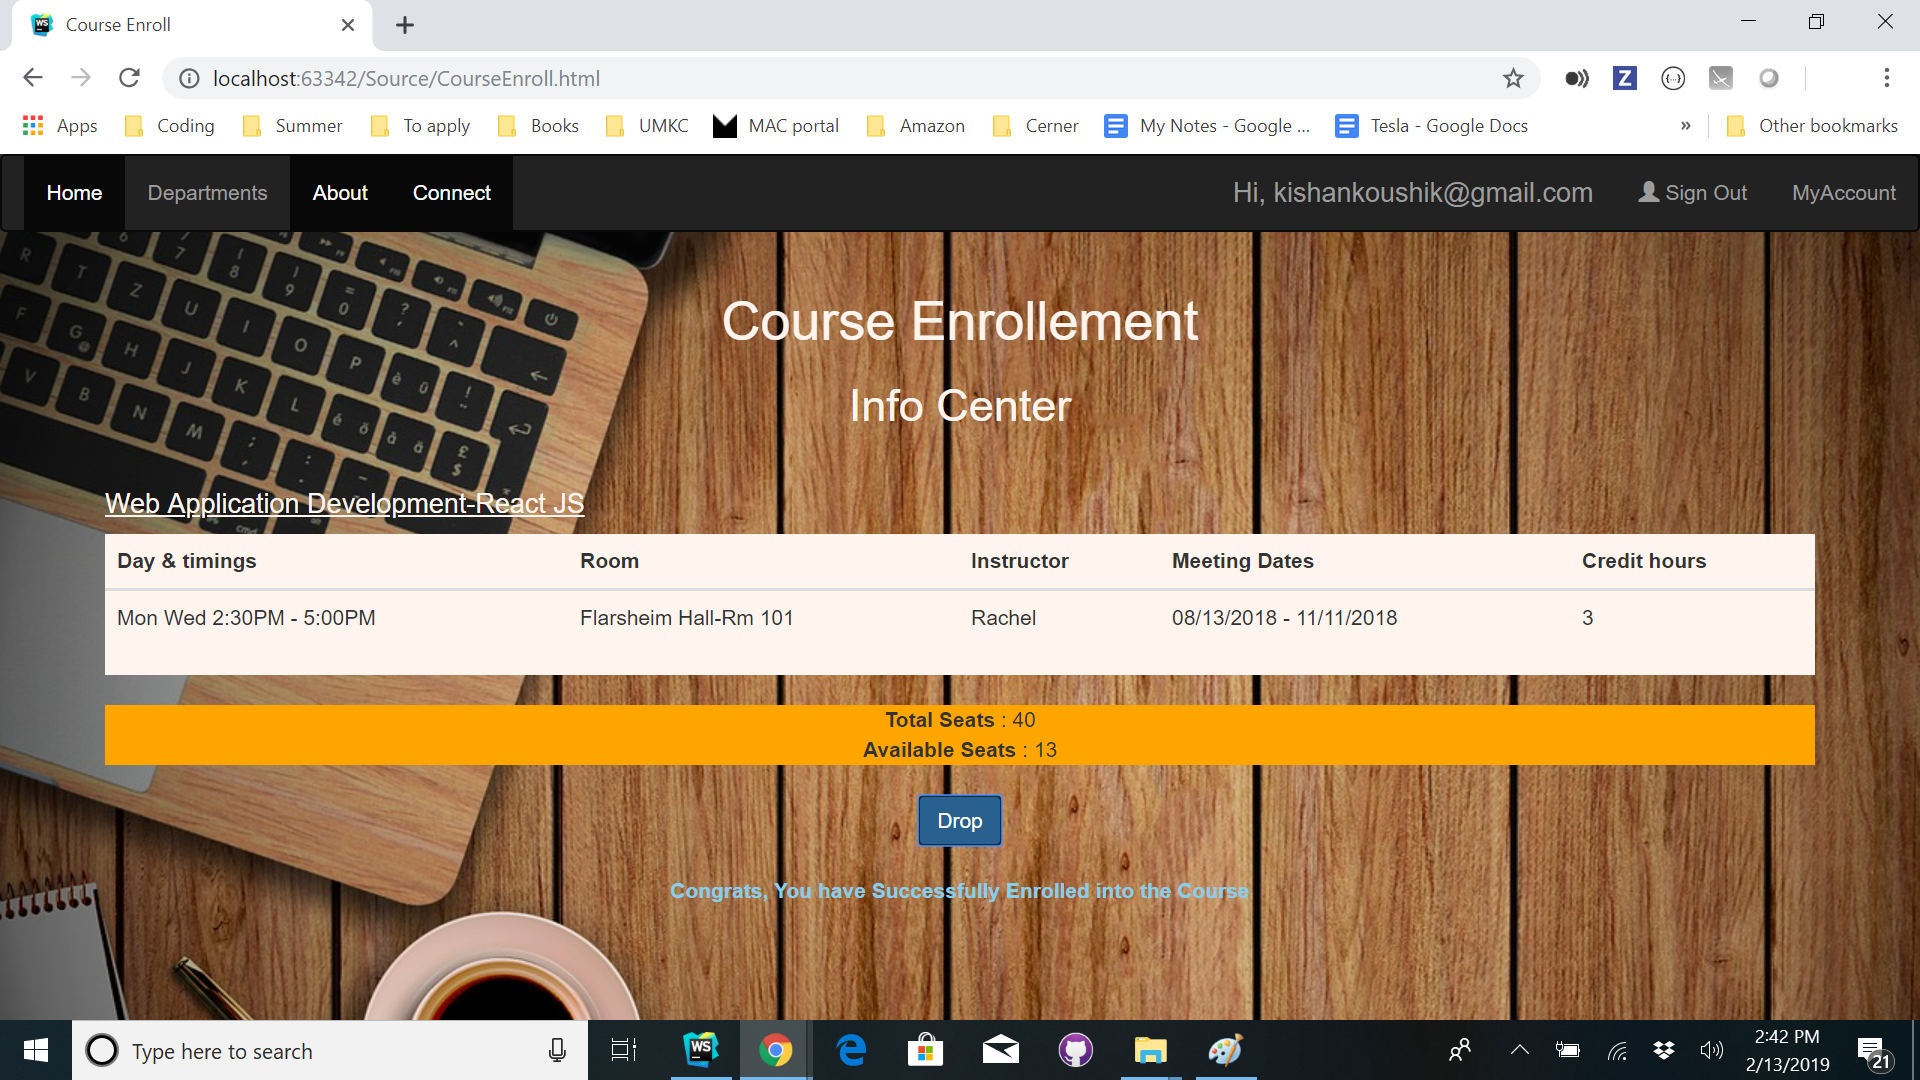 Course Enroll
localhost:63342/Source/CourseEnroll.html
Apps Coding Summer To apply Books UMKC MAC portal Amazon Cerner My Notes - Google ... Tesla - Google Docs » Other bookmarks
Home Departments About Connect Hi, kishankoushik@gmail.com Sign Out MyAccount
Course Enrollement
Info Center
Web Application Development-React JS
Day & timings Room Instructor Meeting Dates Credit hours
Mon Wed 2:30PM - 5:00PM Flarsheim Hall-Rm 101 Rachel 08/13/2018 - 11/11/2018 3
Total Seats : 40
Available Seats : 13
Drop
Congrats, You have Successfully Enrolled into the Course
Type here to search
2:42 PM
2/13/2019
21